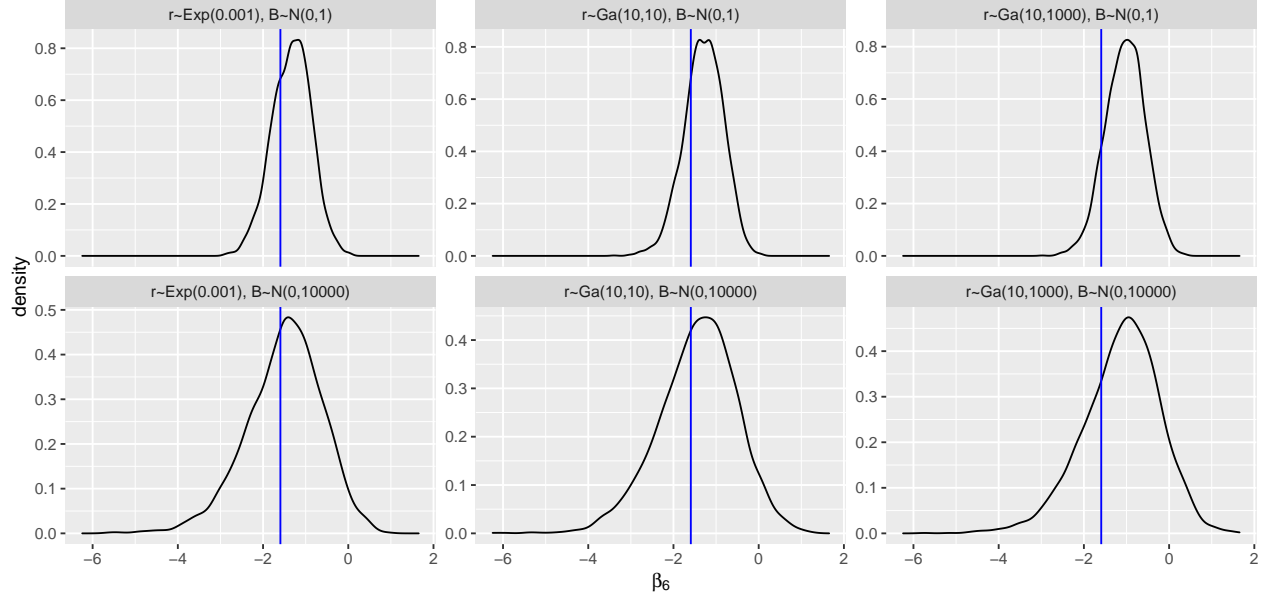 r~Exp(0.001), B~N(0,1)
r~Ga(10,10), B~N(0,1)
r~Ga(10,1000), B~N(0,1)
0.8
0.6
0.4
0.2
0.0
0.8
0.6
0.4
0.2
0.0
0.8
0.6
0.4
0.2
0.0
density
r~Exp(0.001), B~N(0,10000)
r~Ga(10,10), B~N(0,10000)
r~Ga(10,1000), B~N(0,10000)
0.5
0.4
0.3
0.2
0.1
0.0
0.4
0.3
0.2
0.1
0.0
0.4
0.3
0.2
0.1
0.0
−6 −4 −2 0 2
−6 −4 −2 0 2
−6 −4 −2 0 2
β₆